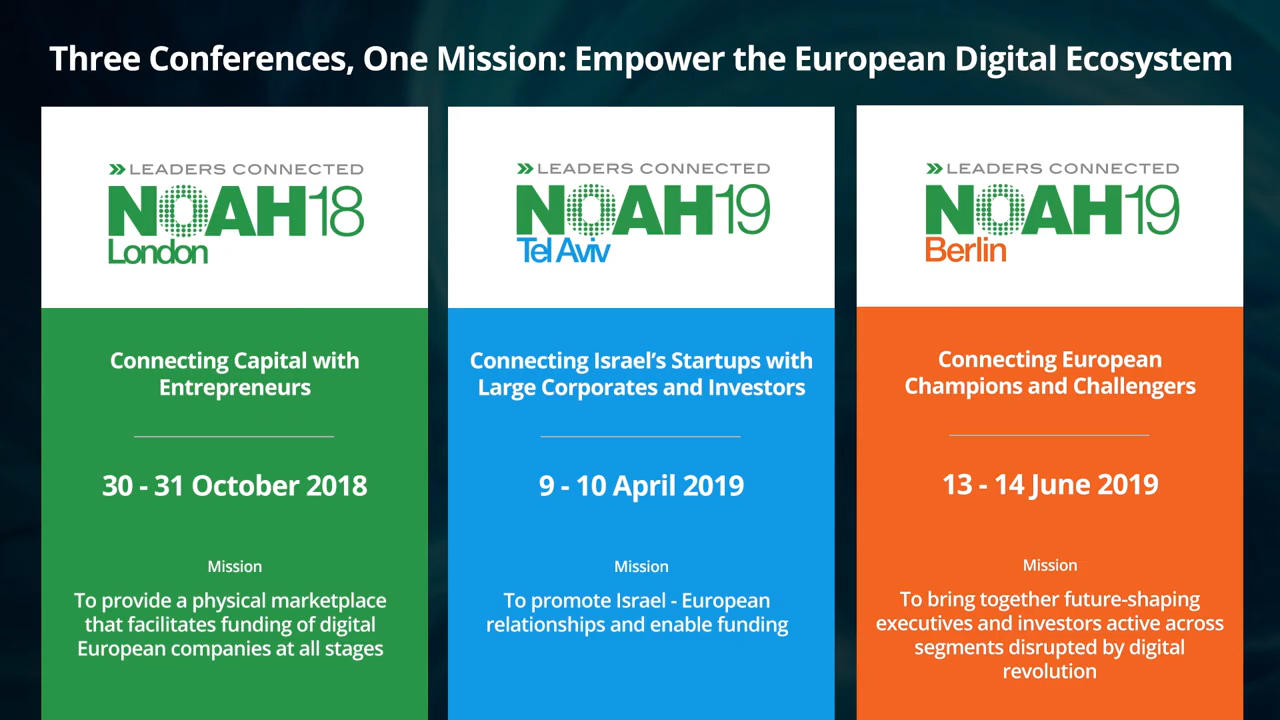 Three Conferences, One Mission: Empower the European Digital Ecosystem
LEADERS CONNECTED
NOAH18
London
Connecting Capital with
Entrepreneurs
30 - 31 October 2018
Mission
To provide a physical marketplace
that facilitates funding of digital
European companies at all stages
LEADERS CONNECTED
NOAH19
Tel Aviv
Connecting Israel’s Startups with
Large Corporates and Investors
9 - 10 April 2019
Mission
To promote Israel - European
relationships and enable funding
LEADERS CONNECTED
NOAH19
Berlin
Connecting European
Champions and Challengers
13 - 14 June 2019
Mission
To bring together future-shaping
executives and investors active across
segments disrupted by digital
revolution